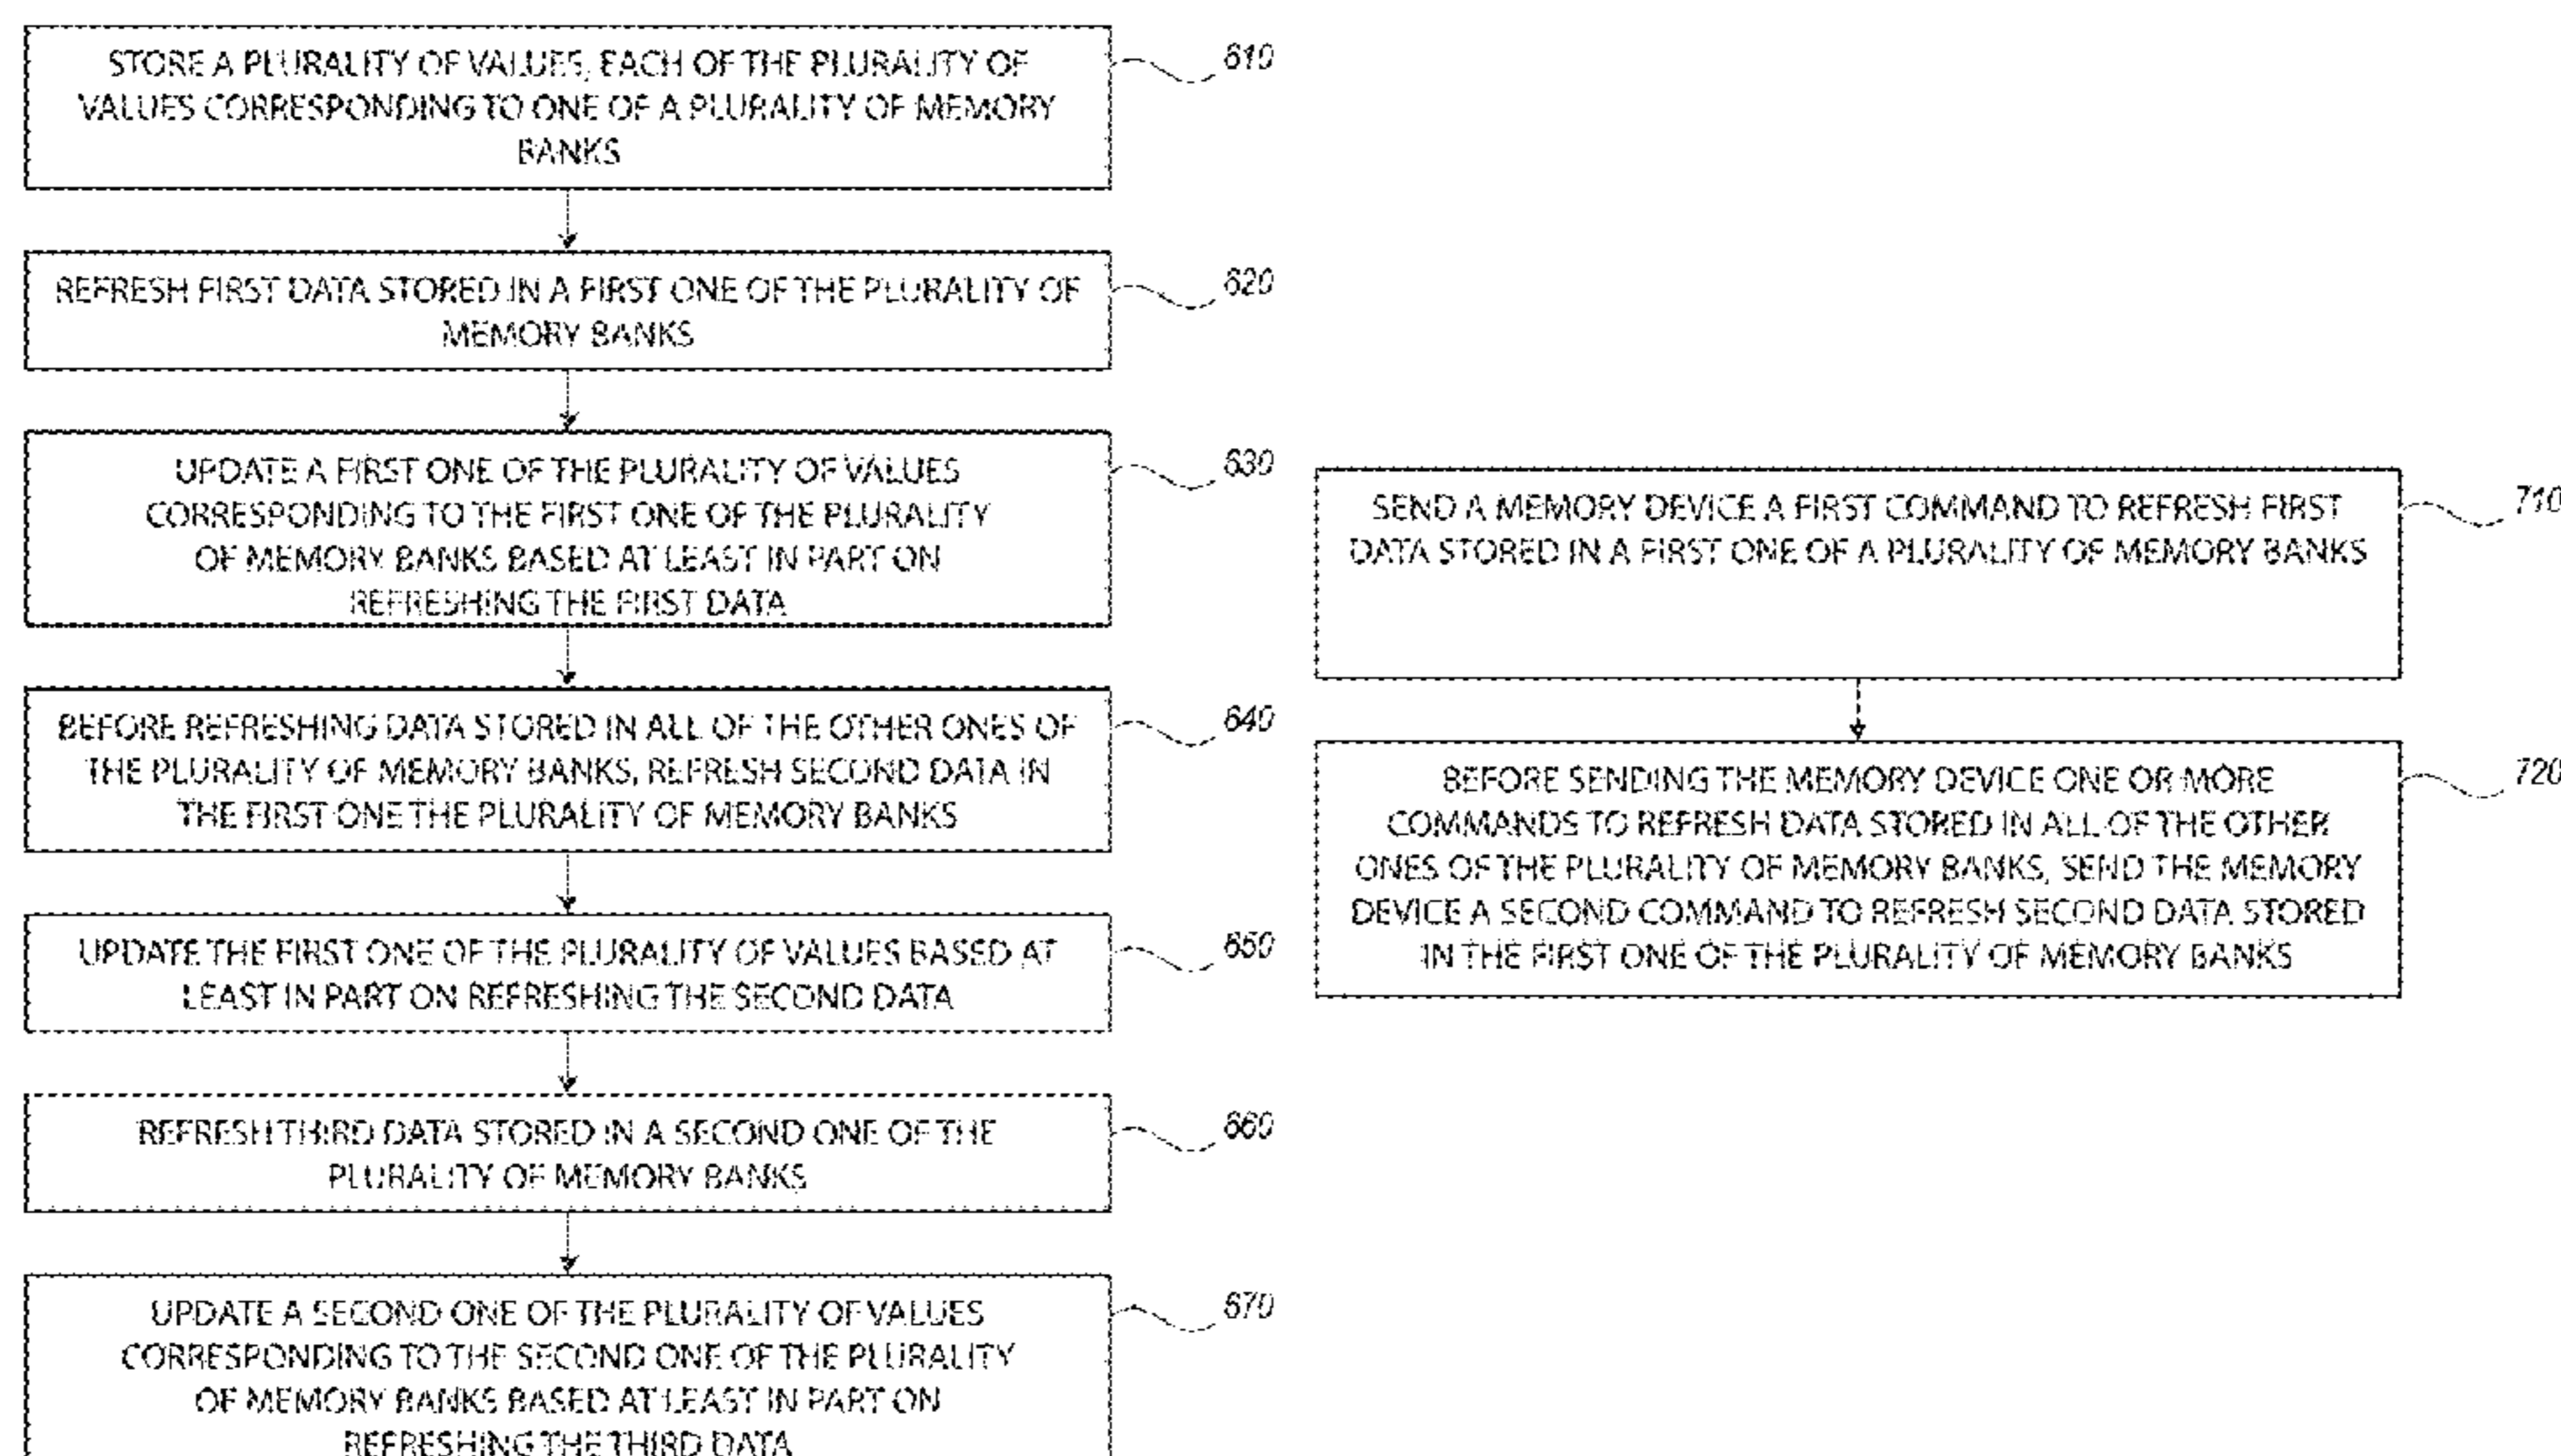 STORE A PLURALITY OF VALUES, EACH OF THE PLURALITY OF
VALUES CORRESPONDING TO ONE OF A PLURALITY OF MEMORY
BANKS
610
REFRESH FIRST DATA STORED IN A FIRST ONE OF THE PLURALITY OF
MEMORY BANKS
620
UPDATE A FIRST ONE OF THE PLURALITY OF VALUES
CORRESPONDING TO THE FIRST ONE OF THE PLURALITY
OF MEMORY BANKS BASED AT LEAST IN PART ON
REFRESHING THE FIRST DATA
630
BEFORE REFRESHING DATA STORED IN ALL OF THE OTHER ONES OF
THE PLURALITY OF MEMORY BANKS, REFRESH SECOND DATA IN
THE FIRST ONE THE PLURALITY OF MEMORY BANKS
640
UPDATE THE FIRST ONE OF THE PLURALITY OF VALUES BASED AT
LEAST IN PART ON REFRESHING THE SECOND DATA
650
REFRESH THIRD DATA STORED IN A SECOND ONE OF THE
PLURALITY OF MEMORY BANKS
660
UPDATE A SECOND ONE OF THE PLURALITY OF VALUES
CORRESPONDING TO THE SECOND ONE OF THE PLURALITY
OF MEMORY BANKS BASED AT LEAST IN PART ON
REFRESHING THE THIRD DATA
670
SEND A MEMORY DEVICE A FIRST COMMAND TO REFRESH FIRST
DATA STORED IN A FIRST ONE OF A PLURALITY OF MEMORY BANKS
710
BEFORE SENDING THE MEMORY DEVICE ONE OR MORE
COMMANDS TO REFRESH DATA STORED IN ALL OF THE OTHER
ONES OF THE PLURALITY OF MEMORY BANKS, SEND THE MEMORY
DEVICE A SECOND COMMAND TO REFRESH SECOND DATA STORED
IN THE FIRST ONE OF THE PLURALITY OF MEMORY BANKS
720